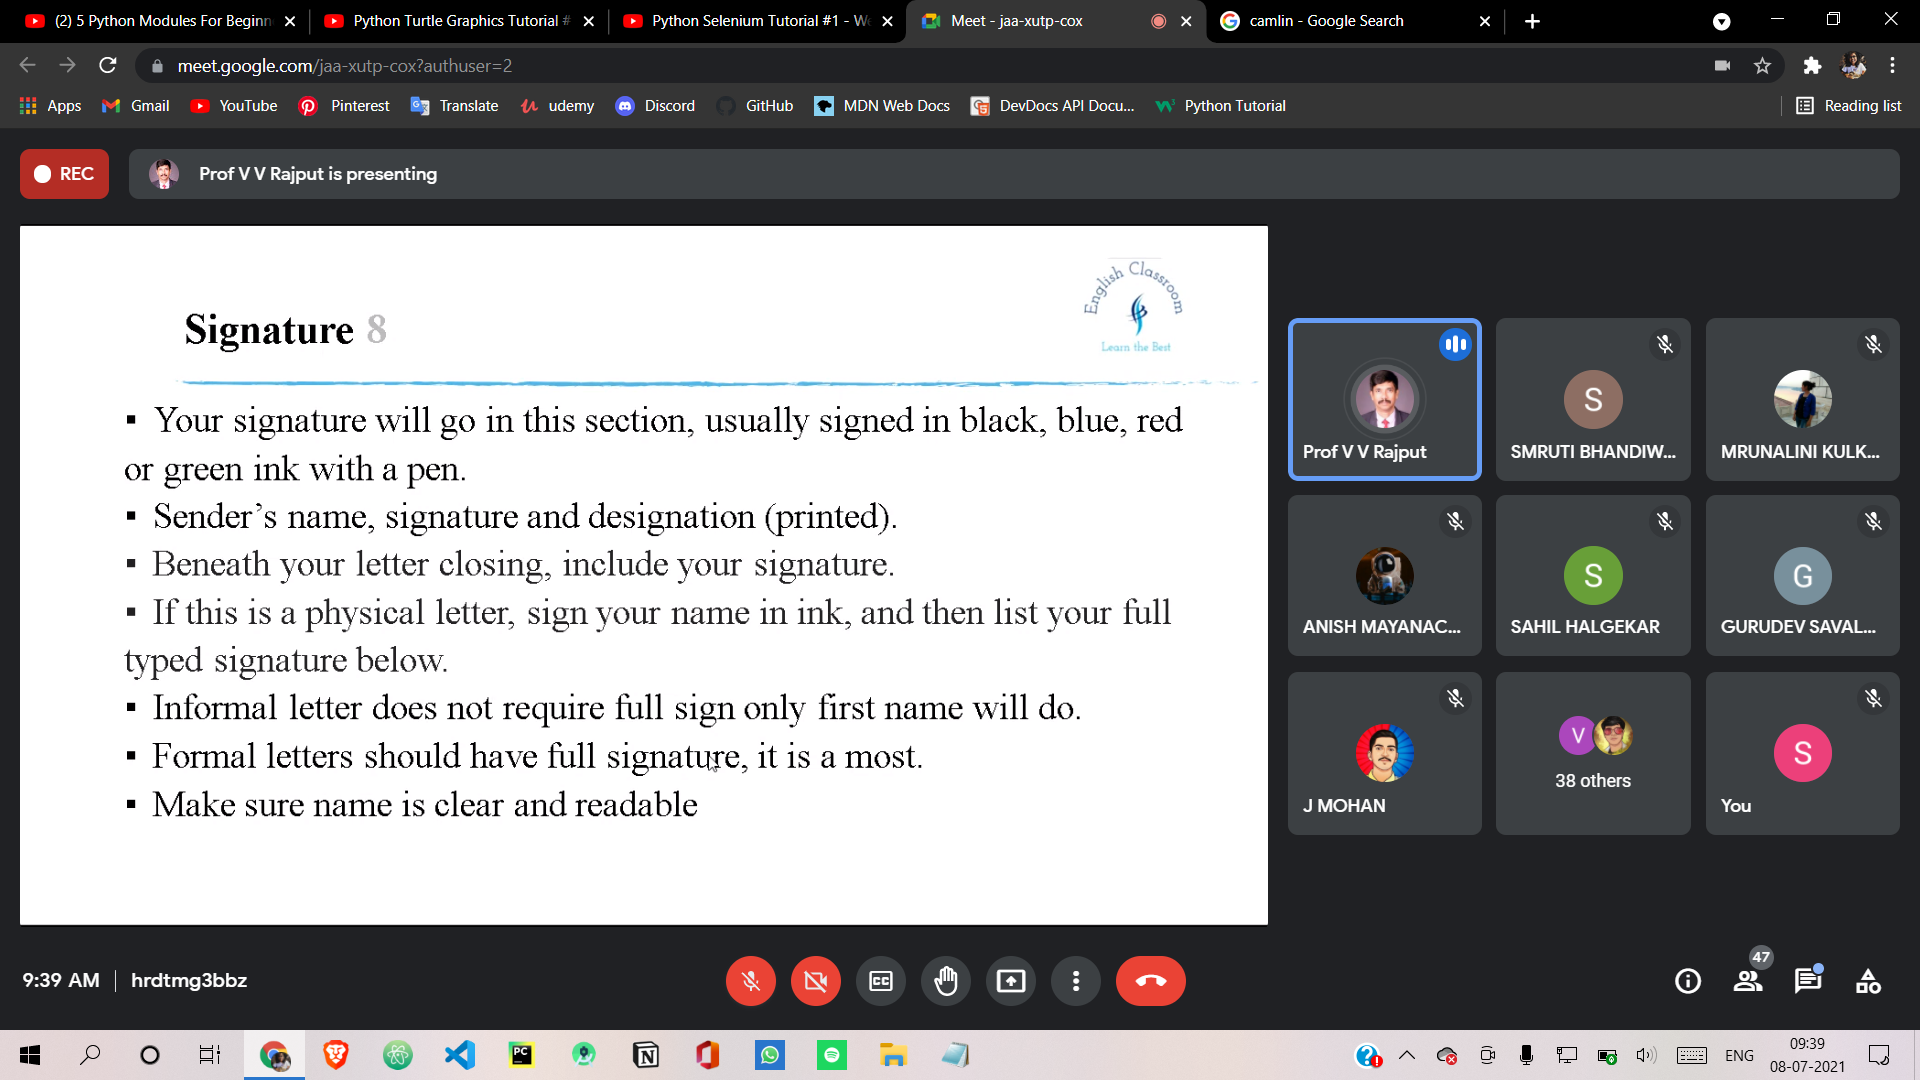 (2) 5 Python Modules For Beginn
Python Turtle Graphics Tutorial #
Python Selenium Tutorial #1 - We
Meet - jaa-xutp-cox
camlin - Google Search
meet.google.com/jaa-xutp-cox?authuser=2
Apps
Gmail
YouTube
Pinterest
Translate
udemy
Discord
GitHub
MDN Web Docs
DevDocs API Docu...
Python Tutorial
Reading list
REC
Prof V V Rajput is presenting
English Classroom
Learn the Best
Signature 8
▪ Your signature will go in this section, usually signed in black, blue, red
or green ink with a pen.
▪ Sender’s name, signature and designation (printed).
▪ Beneath your letter closing, include your signature.
▪ If this is a physical letter, sign your name in ink, and then list your full
typed signature below.
▪ Informal letter does not require full sign only first name will do.
▪ Formal letters should have full signature, it is a most.
▪ Make sure name is clear and readable
Prof V V Rajput
S
SMRUTI BHANDIW...
MRUNALINI KULK...
ANISH MAYANAC...
S
SAHIL HALGEKAR
G
GURUDEV SAVAL...
J MOHAN
V
38 others
S
You
9:39 AM
hrdtmg3bbz
CC
47
PC
N
ENG
09:39
08-07-2021